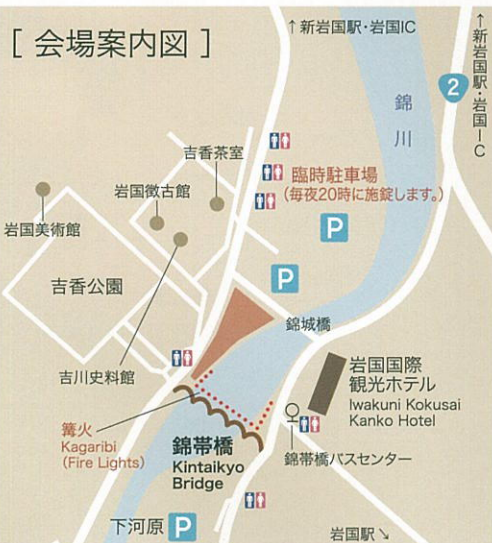 [ 会場案内図 ]
↑新岩国駅・岩国IC
↑新岩国駅・岩国IC
2
錦川
吉香茶室
臨時駐車場
(毎夜20時に施錠します。)
岩国徴古館
岩国美術館
P
吉香公園
P
錦城橋
吉川史料館
岩国国際
観光ホテル
Iwakuni Kokusai
Kanko Hotel
篝火
Kagaribi
(Fire Lights)
錦帯橋
Kintaikyo
Bridge
錦帯橋バスセンター
下河原 P
岩国駅↘